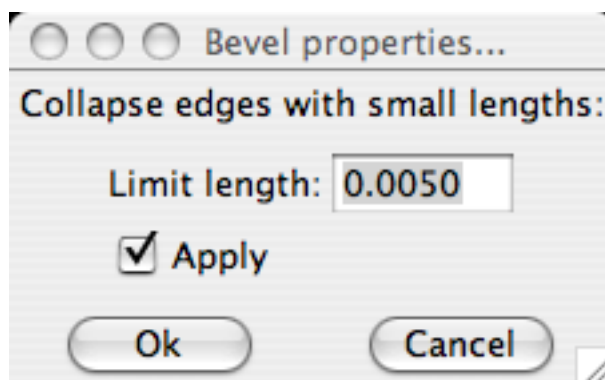 Bevel properties...
Collapse edges with small lengths:
Limit length: 0.0050
Apply
Ok Cancel